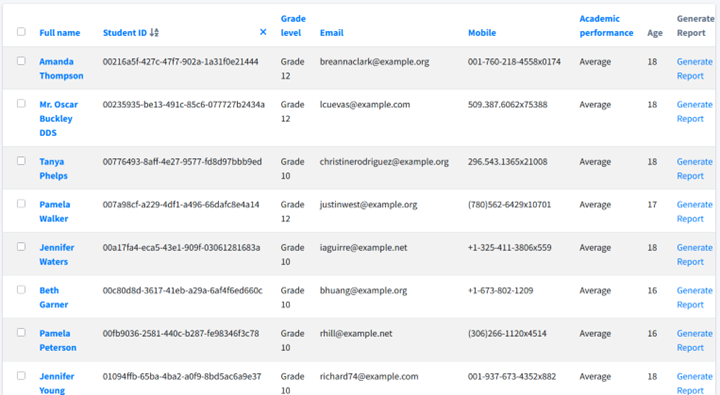 Full name Student ID Grade level Email Mobile Academic performance Age Generate Report
Amanda Thompson 00216a5f-427c-47f7-902a-1a31f0e21444 Grade 12 breannaclark@example.org 001-760-218-4558x0174 Average 18 Generate Report
Mr. Oscar Buckley DDS 00235935-be13-491c-85c6-077727b2434a Grade 12 lcuevas@example.com 509.387.6062x75388 Average 18 Generate Report
Tanya Phelps 00776493-8aff-4e27-9577-fd8d97bbb9ed Grade 10 christinerodriguez@example.org 296.543.1365x21008 Average 18 Generate Report
Pamela Walker 007a98cf-a229-4df1-a496-66dafc8e4a14 Grade 12 justinwest@example.org (780)562-6429x10701 Average 17 Generate Report
Jennifer Waters 00a17fa4-eca5-43e1-909f-03061281683a Grade 10 iaguirre@example.net +1-325-411-3806x559 Average 18 Generate Report
Beth Garner 00c80d8d-3617-41eb-a29a-6af4f6ed660c Grade 10 bhuang@example.org +1-673-802-1209 Average 16 Generate Report
Pamela Peterson 00fb9036-2581-440c-b287-fe98346f3c78 Grade 10 rhill@example.net (306)266-1120x4514 Average 16 Generate Report
Jennifer Young 01094ffb-65ba-4ba2-a0f9-8bd5ac6a9e37 Grade 10 richard74@example.com 001-937-673-4352x882 Average 18 Generate Report